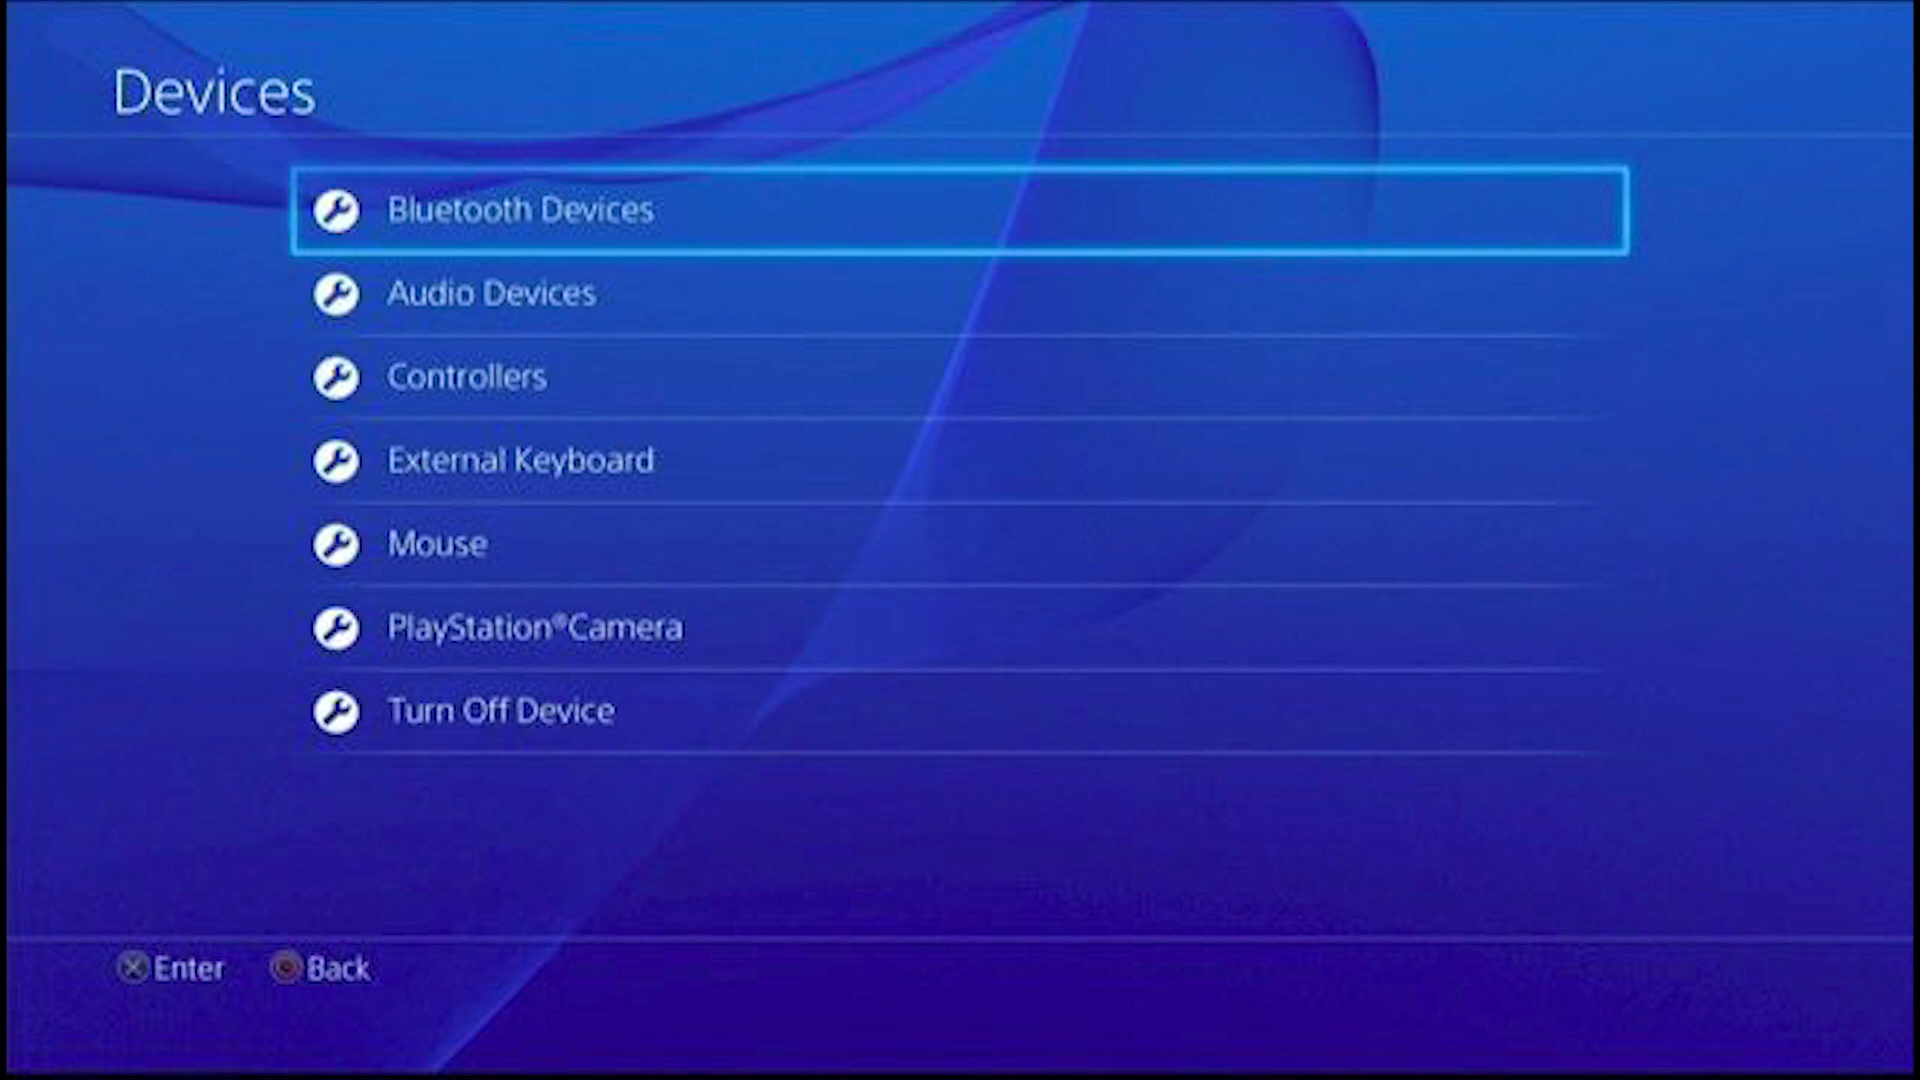 Devices
Bluetooth Devices
Audio Devices
Controllers
External Keyboard
Mouse
PlayStation®Camera
Turn Off Device
Enter Back